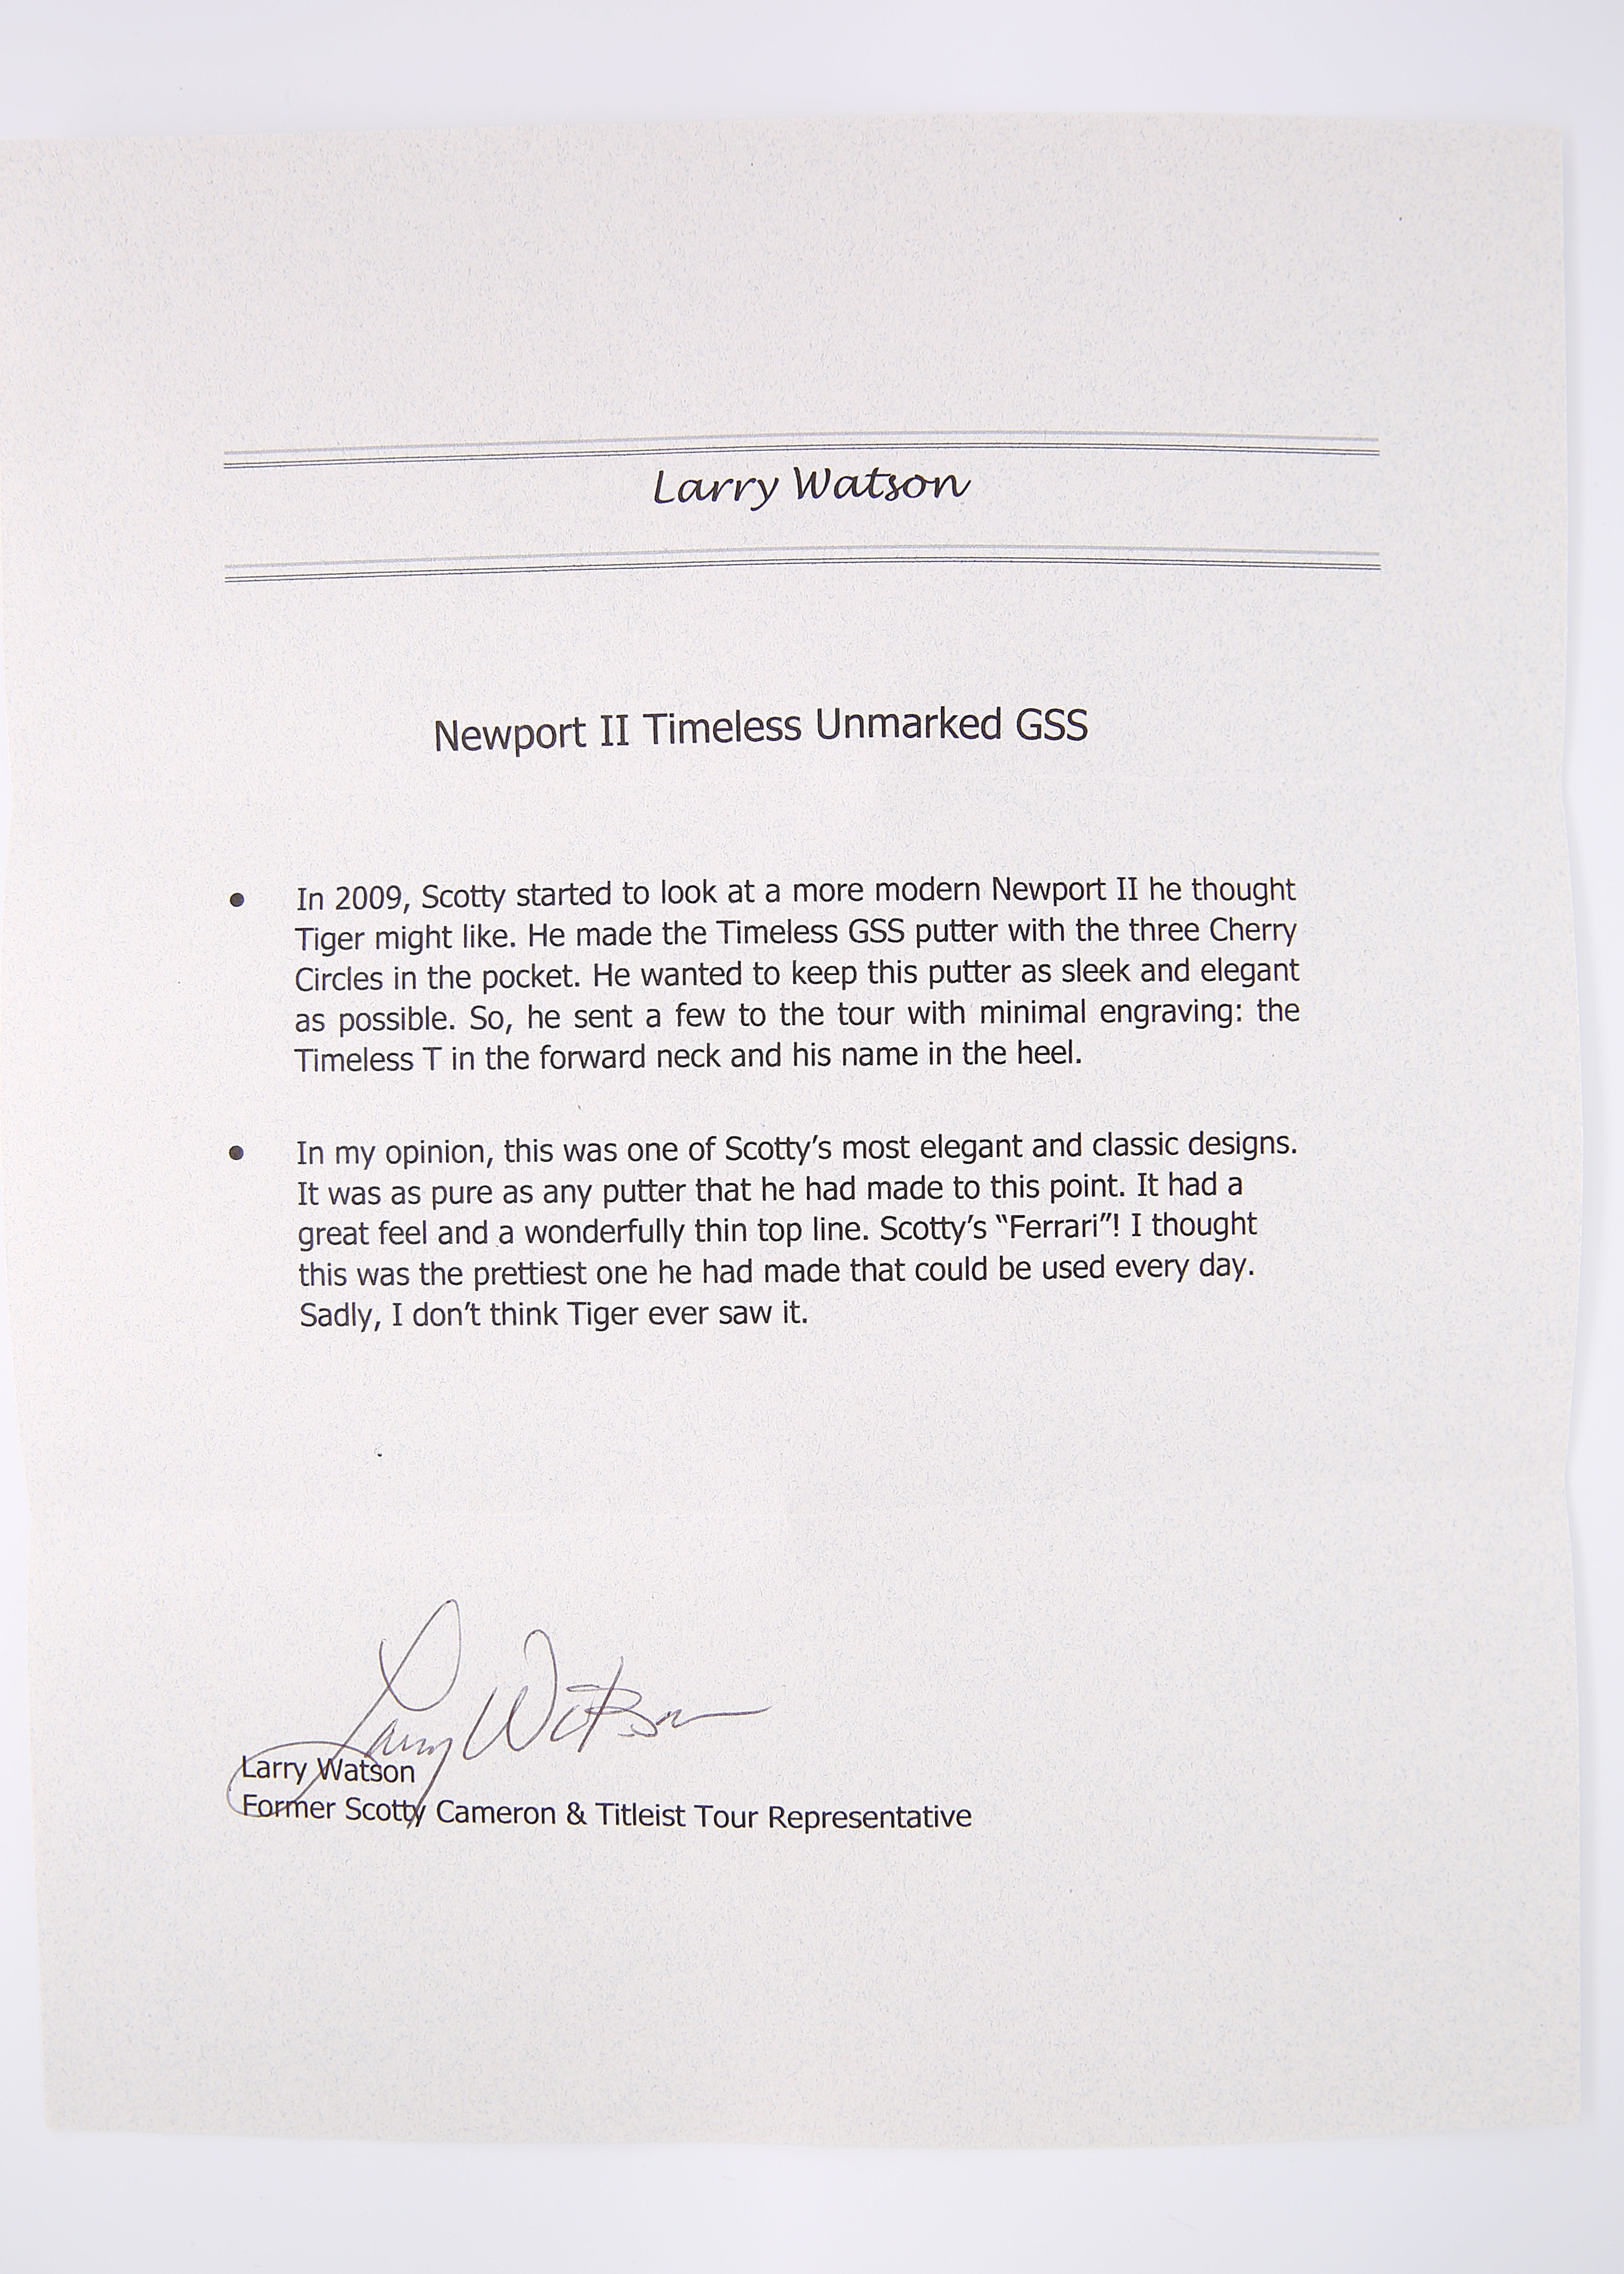 Larry Watson
Newport II Timeless Unmarked GSS
• In 2009, Scotty started to look at a more modern Newport II he thought
Tiger might like. He made the Timeless GSS putter with the three Cherry
Circles in the pocket. He wanted to keep this putter as sleek and elegant
as possible. So, he sent a few to the tour with minimal engraving: the
Timeless T in the forward neck and his name in the heel.
• In my opinion, this was one of Scotty’s most elegant and classic designs.
It was as pure as any putter that he had made to this point. It had a
great feel and a wonderfully thin top line. Scotty’s “Ferrari”! I thought
this was the prettiest one he had made that could be used every day.
Sadly, I don’t think Tiger ever saw it.
Larry Watson
Larry Watson
Former Scotty Cameron & Titleist Tour Representative